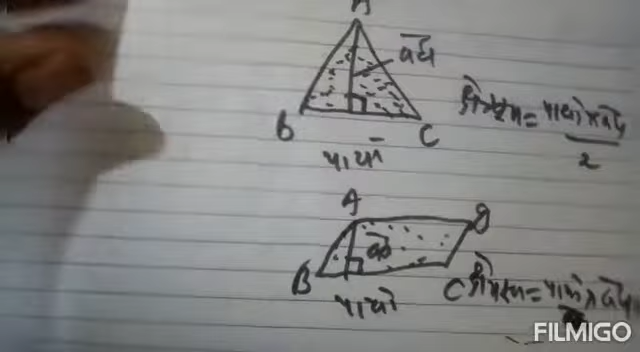 A
વેધ
B
C
પાયો
ક્ષેત્રફળ = પાયો × વેધ
2
A
D
વેધ
B
C
પાયો
ક્ષેત્રફળ = પાયો × વેધ
FILMIGO